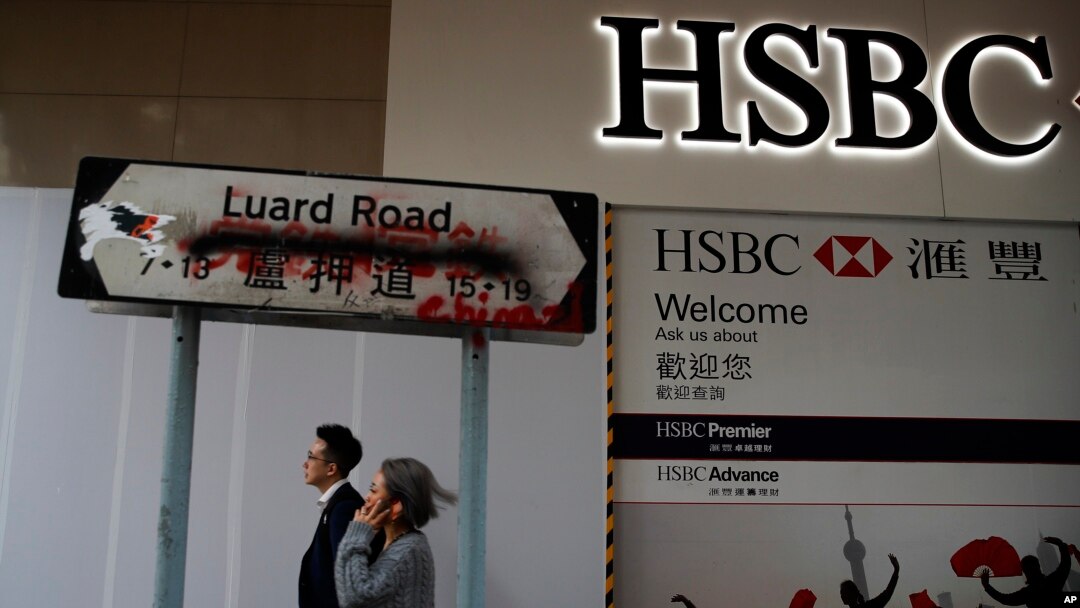 HSBC
Luard Road
7•13 盧押道 15•19
HSBC 滙豐
Welcome
Ask us about
歡迎您
歡迎查詢
HSBC Premier
滙豐卓越理財
HSBC Advance
滙豐運籌理財
AP